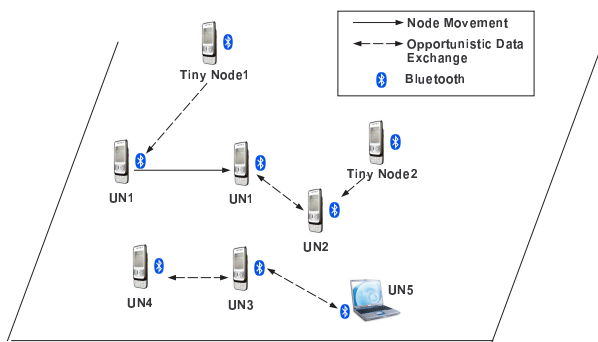 Node Movement
Opportunistic Data
Exchange
Bluetooth
Tiny Node1
Tiny Node2
UN1
UN1
UN2
UN4
UN3
UN5